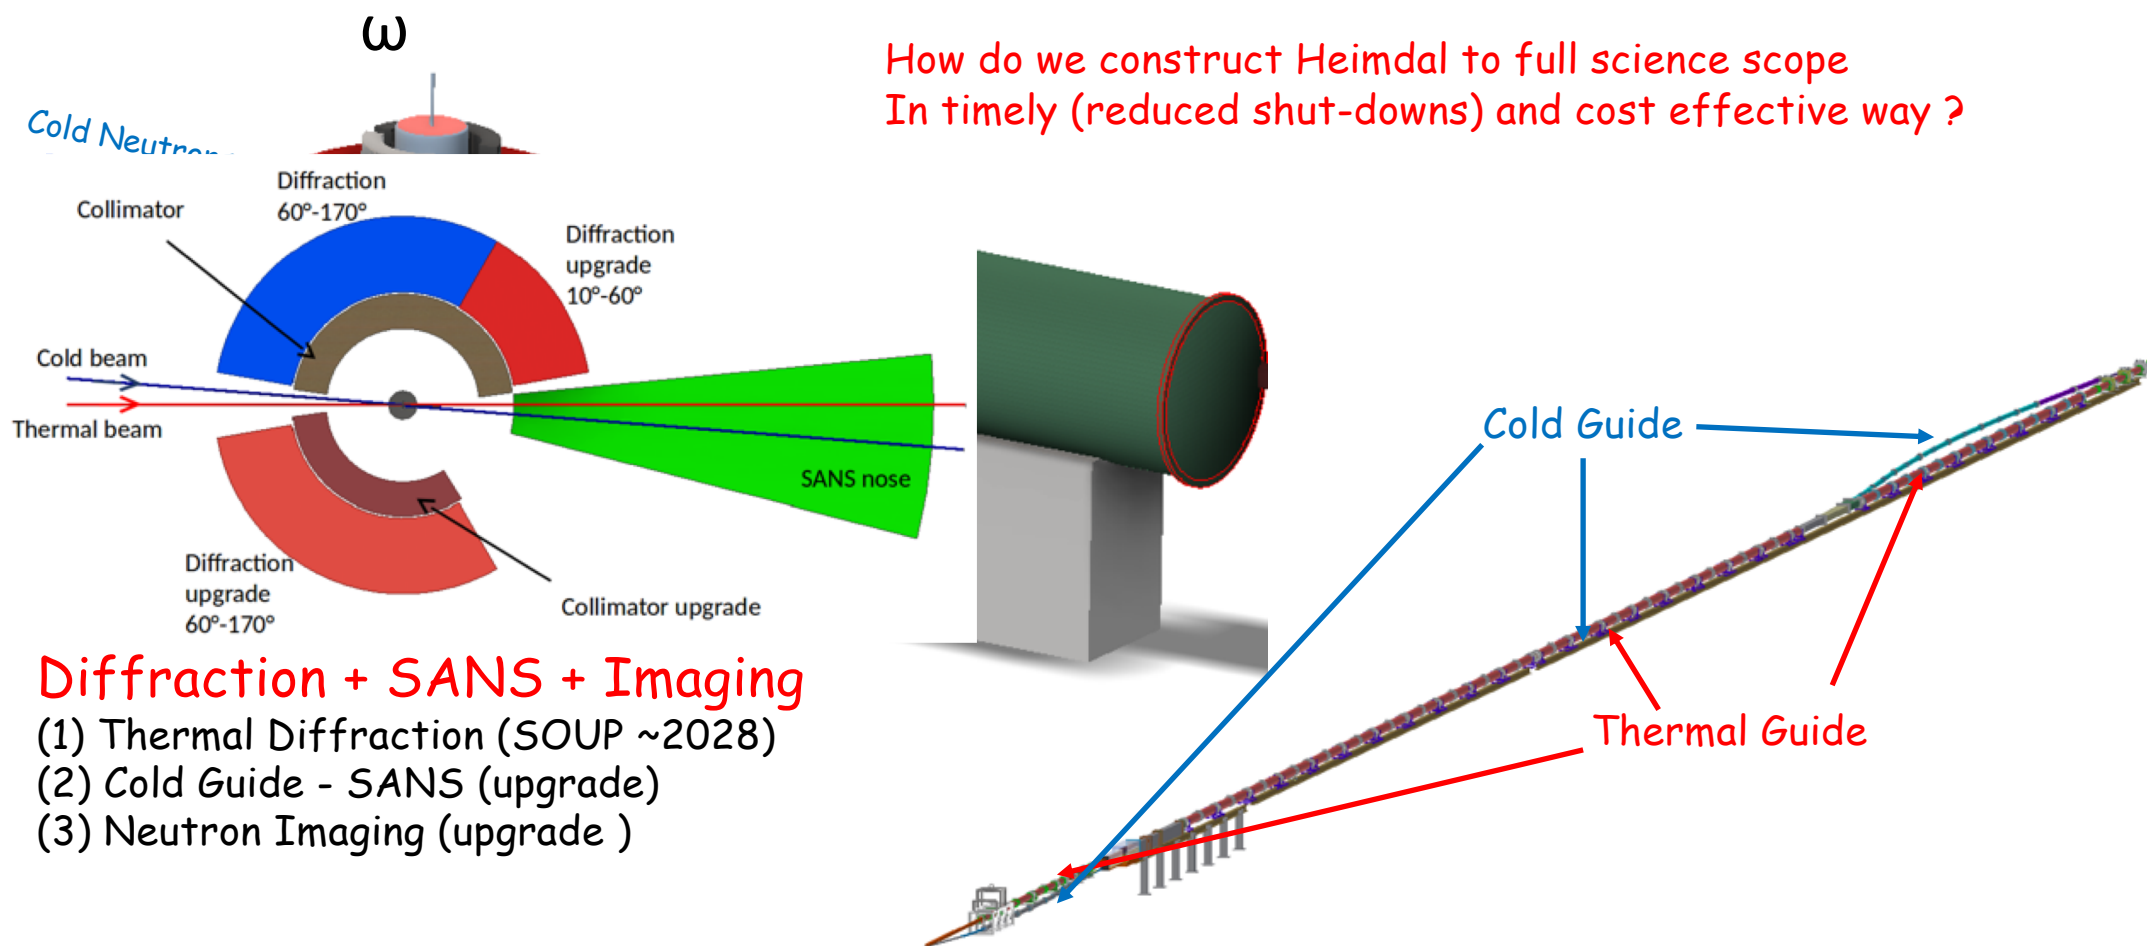 ω
How do we construct Heimdal to full science scope
In timely (reduced shut-downs) and cost effective way ?
Cold Neutron
Diffraction
60°-170°
Collimator
Diffraction
upgrade
10°-60°
Cold beam
Thermal beam
SANS nose
Diffraction
upgrade
60°-170°
Collimator upgrade
Cold Guide
Thermal Guide
Diffraction + SANS + Imaging
(1) Thermal Diffraction (SOUP ~2028)
(2) Cold Guide - SANS (upgrade)
(3) Neutron Imaging (upgrade )